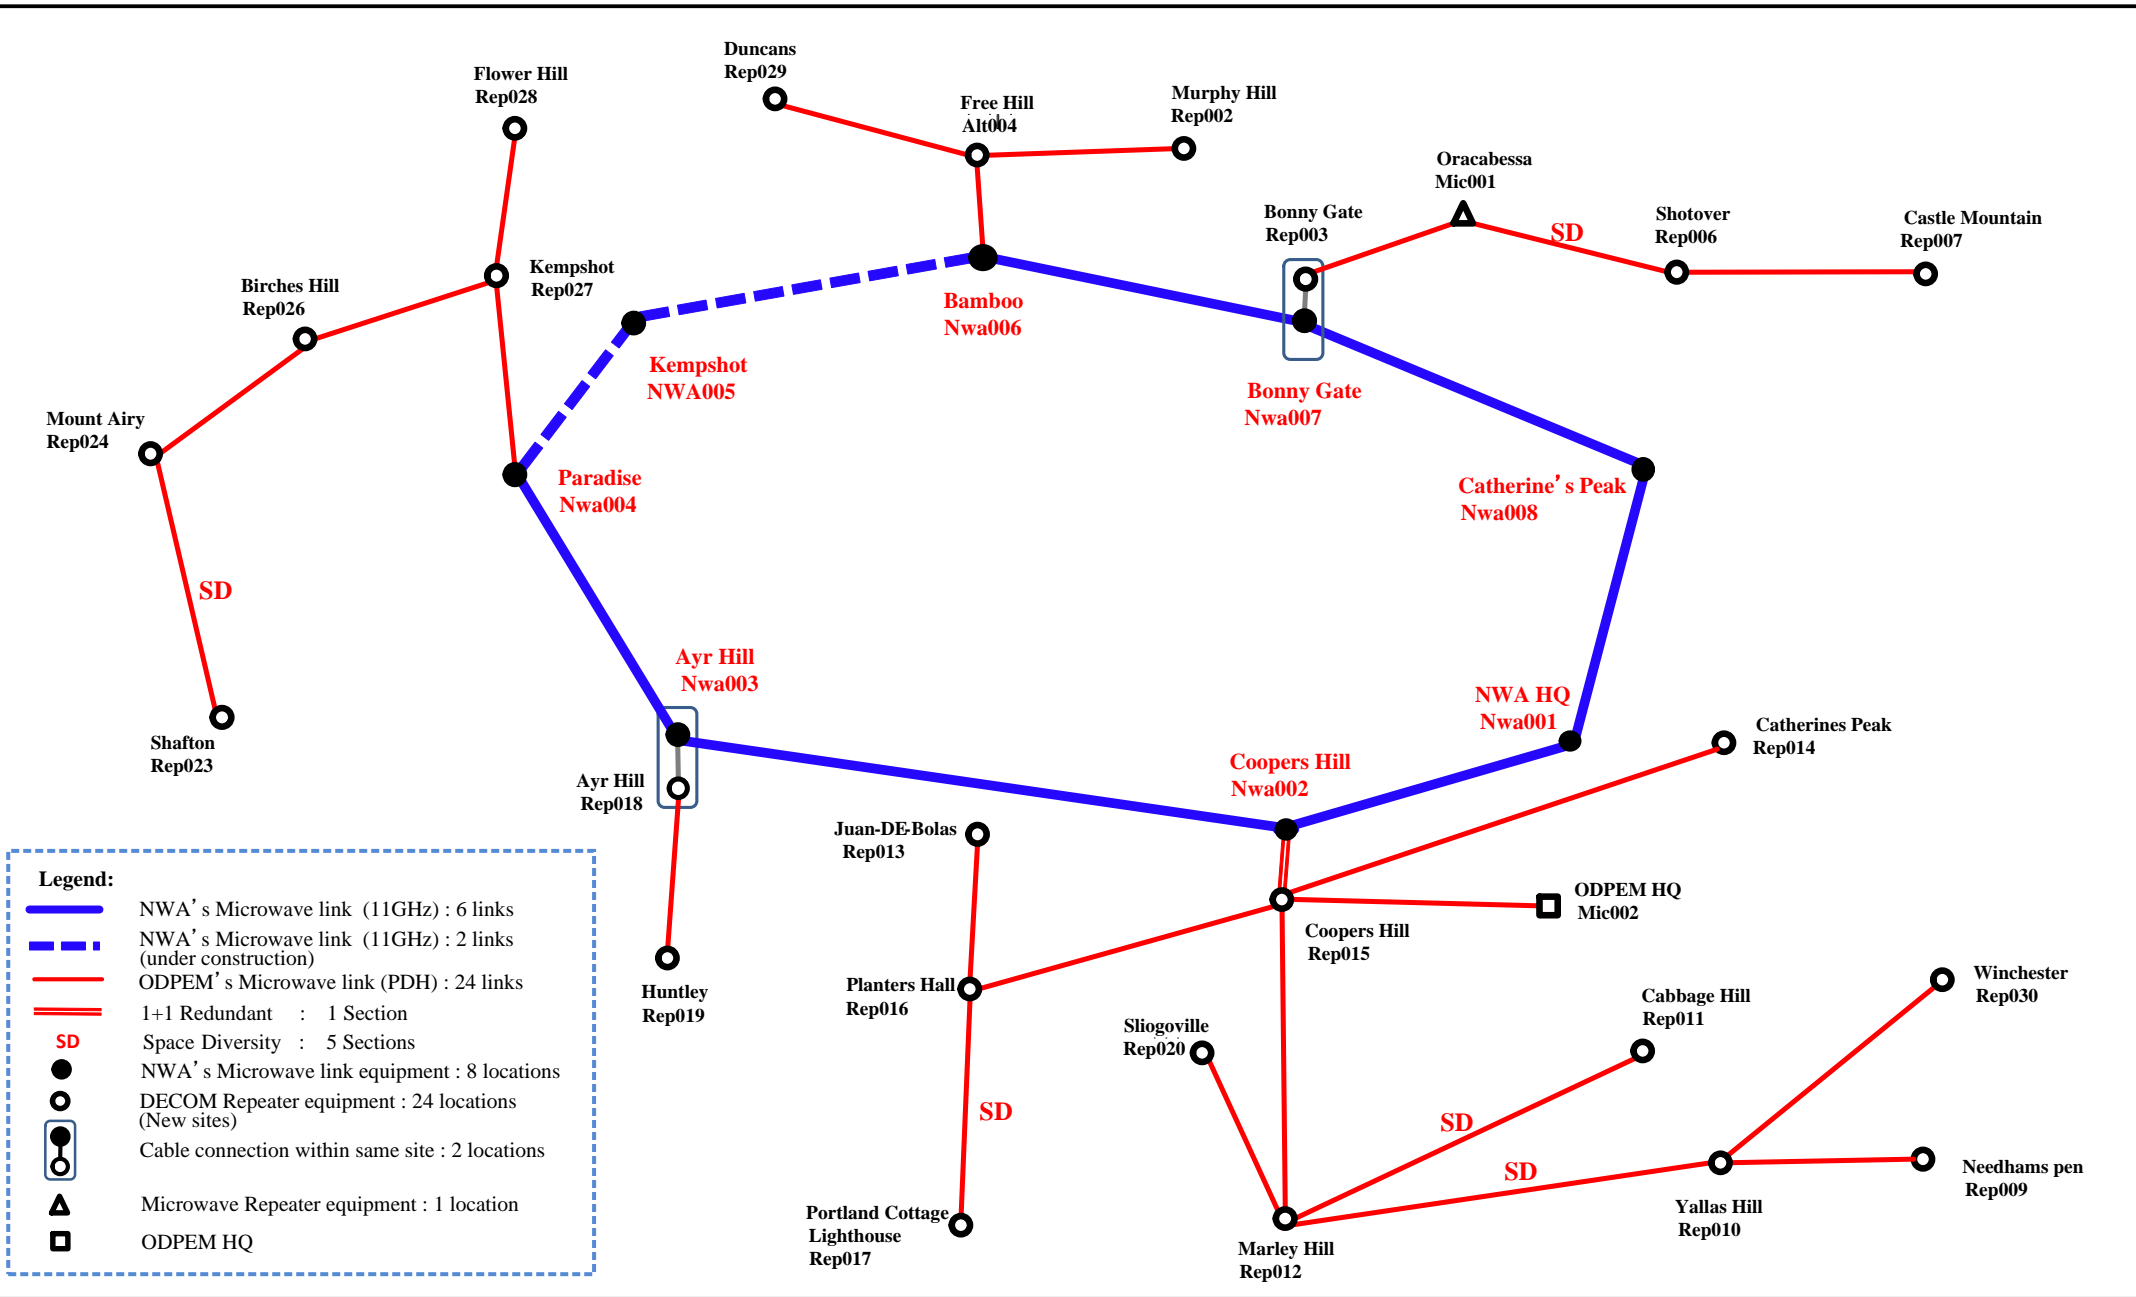 Duncans
Rep029
Flower Hill
Rep028
Free Hill
Alt004
Murphy Hill
Rep002
Oracabessa
Mic001
Bonny Gate
Rep003
SD
Shotover
Rep006
Castle Mountain
Rep007
Kempshot
Rep027
Birches Hill
Rep026
Bamboo
Nwa006
Kempshot
NWA005
Bonny Gate
Nwa007
Mount Airy
Rep024
Paradise
Nwa004
Catherine's Peak
Nwa008
SD
Ayr Hill
Nwa003
NWA HQ
Nwa001
Shafton
Rep023
Catherines Peak
Rep014
Ayr Hill
Rep018
Coopers Hill
Nwa002
Juan-DE-Bolas
Rep013
ODPEM HQ
Mic002
Coopers Hill
Rep015
Huntley
Rep019
Planters Hall
Rep016
Winchester
Rep030
Cabbage Hill
Rep011
Sliogoville
Rep020
SD
SD
SD
Needhams pen
Rep009
Yallas Hill
Rep010
Portland Cottage
Lighthouse
Rep017
Marley Hill
Rep012
Legend:
NWA's Microwave link (11GHz) : 6 links
NWA's Microwave link (11GHz) : 2 links
(under construction)
ODPEM's Microwave link (PDH) : 24 links
1+1 Redundant : 1 Section
SD Space Diversity : 5 Sections
NWA's Microwave link equipment : 8 locations
DECOM Repeater equipment : 24 locations
(New sites)
Cable connection within same site : 2 locations
Microwave Repeater equipment : 1 location
ODPEM HQ